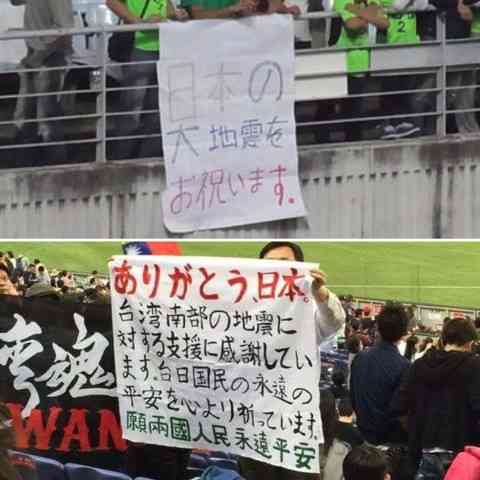 日本の
大地震を
お祝います。
ありがとう、日本。
台湾南部の地震に
対する支援に感謝してい
ます。台日国民の永遠の
平安を心より祈っています。
願兩國人民永遠平安
灣魂
WAN
2